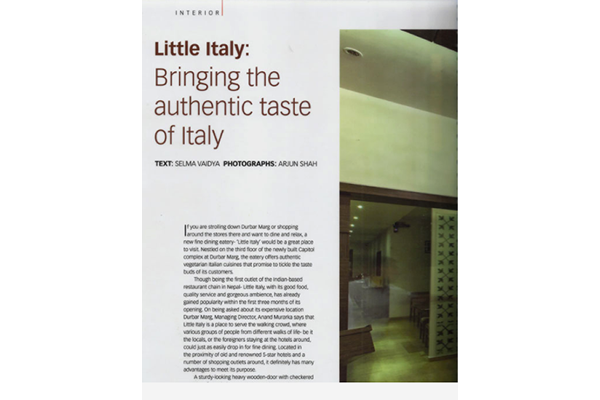 INTERIOR
Little Italy:
Bringing the
authentic taste
of Italy
TEXT: SELMA VAIDYA PHOTOGRAPHS: ARJUN SHAH
If you are strolling down Durbar Marg or shopping
around the stores there and want to dine and relax, a
new fine dining eatery- 'Little Italy' would be a great place
to visit. Nestled on the third floor of the newly built Capitol
complex at Durbar Marg, the eatery offers authentic
vegetarian Italian cuisines that promise to tickle the taste
buds of its customers.
Though being the first outlet of the Indian-based
restaurant chain in Nepal- Little Italy, with its good food,
quality service and gorgeous ambience, has already
gained popularity within the first three months of its
opening. On being asked about its expensive location
Durbar Marg, Managing Director, Anand Murarka says that
Little Italy is a place to serve the walking crowd, where
various groups of people from different walks of life- be it
the locals, or the foreigners staying at the hotels around,
could just as easily drop in for fine dining. Located in
the proximity of old and renowned 5-star hotels and a
number of shopping outlets around, it definitely has many
advantages to meet its purpose.
A sturdy-looking heavy wooden-door with checkered